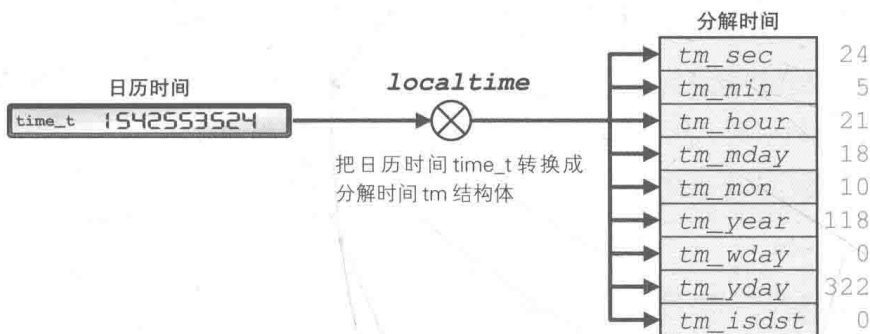 分解时间
日历时间
time_t 1542553524
localtime
把日历时间 time_t 转换成
分解时间 tm 结构体
tm_sec 24
tm_min 5
tm_hour 21
tm_mday 18
tm_mon 10
tm_year 118
tm_wday 0
tm_yday 322
tm_isdst 0